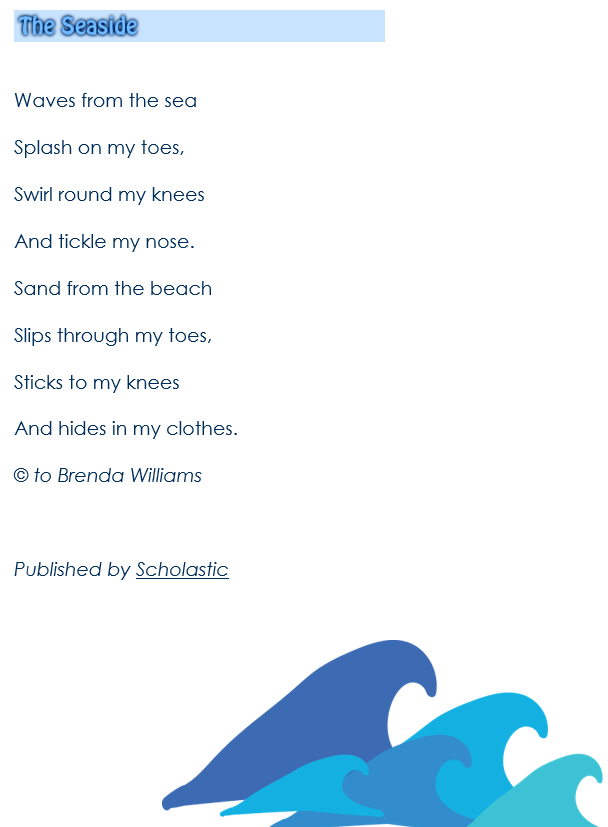 The Seaside
Waves from the sea
Splash on my toes,
Swirl round my knees
And tickle my nose.
Sand from the beach
Slips through my toes,
Sticks to my knees
And hides in my clothes.
© to Brenda Williams
Published by Scholastic